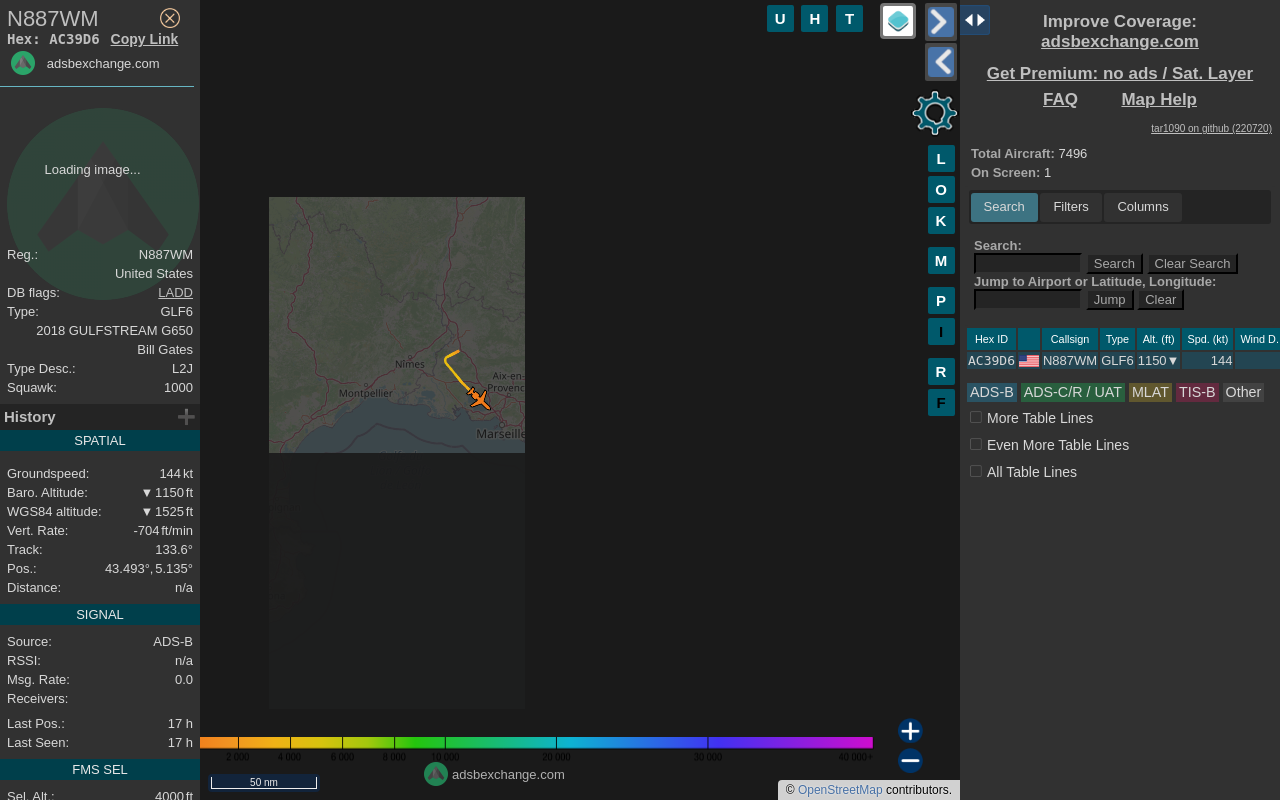 N887WM
Hex: AC39D6 Copy Link
adsbexchange.com
Loading image...
Reg.: N887WM
United States
DB flags: LADD
Type: GLF6
2018 GULFSTREAM G650
Bill Gates
Type Desc.: L2J
Squawk: 1000
History
SPATIAL
Groundspeed: 144 kt
Baro. Altitude: ▼ 1150 ft
WGS84 altitude: ▼ 1525 ft
Vert. Rate: -704 ft/min
Track: 133.6°
Pos.: 43.493°, 5.135°
Distance: n/a
SIGNAL
Source: ADS-B
RSSI: n/a
Msg. Rate: 0.0
Receivers:
Last Pos.: 17 h
Last Seen: 17 h
FMS SEL
Sel. Alt.: 4000 ft
U H T
L
O
K
M
P
I
R
F
Nîmes
Montpellier
Aix-en-
Provenc
Marseille
2 000 4 000 6 000 8 000 10 000 20 000 30 000 40 000+
50 nm
adsbexchange.com
© OpenStreetMap contributors.
Improve Coverage:
adsbexchange.com
Get Premium: no ads / Sat. Layer
FAQ Map Help
tar1090 on github (220720)
Total Aircraft: 7496
On Screen: 1
Search Filters Columns
Search:
Search Clear Search
Jump to Airport or Latitude, Longitude:
Jump Clear
Hex ID Callsign Type Alt. (ft) Spd. (kt) Wind D.
AC39D6 N887WM GLF6 1150▼ 144
ADS-B ADS-C/R / UAT MLAT TIS-B Other
More Table Lines
Even More Table Lines
All Table Lines